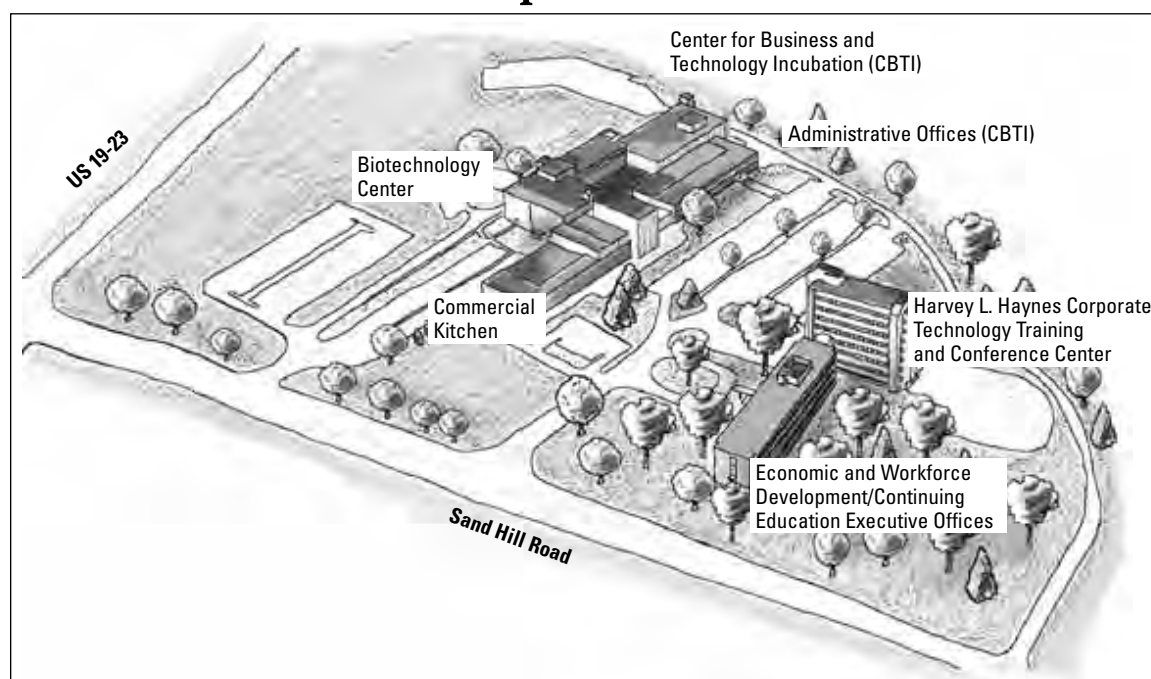 Center for Business and
Technology Incubation (CBTI)
Administrative Offices (CBTI)
US 19-23
Biotechnology
Center
Commercial
Kitchen
Harvey L. Haynes Corporate
Technology Training
and Conference Center
Economic and Workforce
Development/Continuing
Education Executive Offices
Sand Hill Road